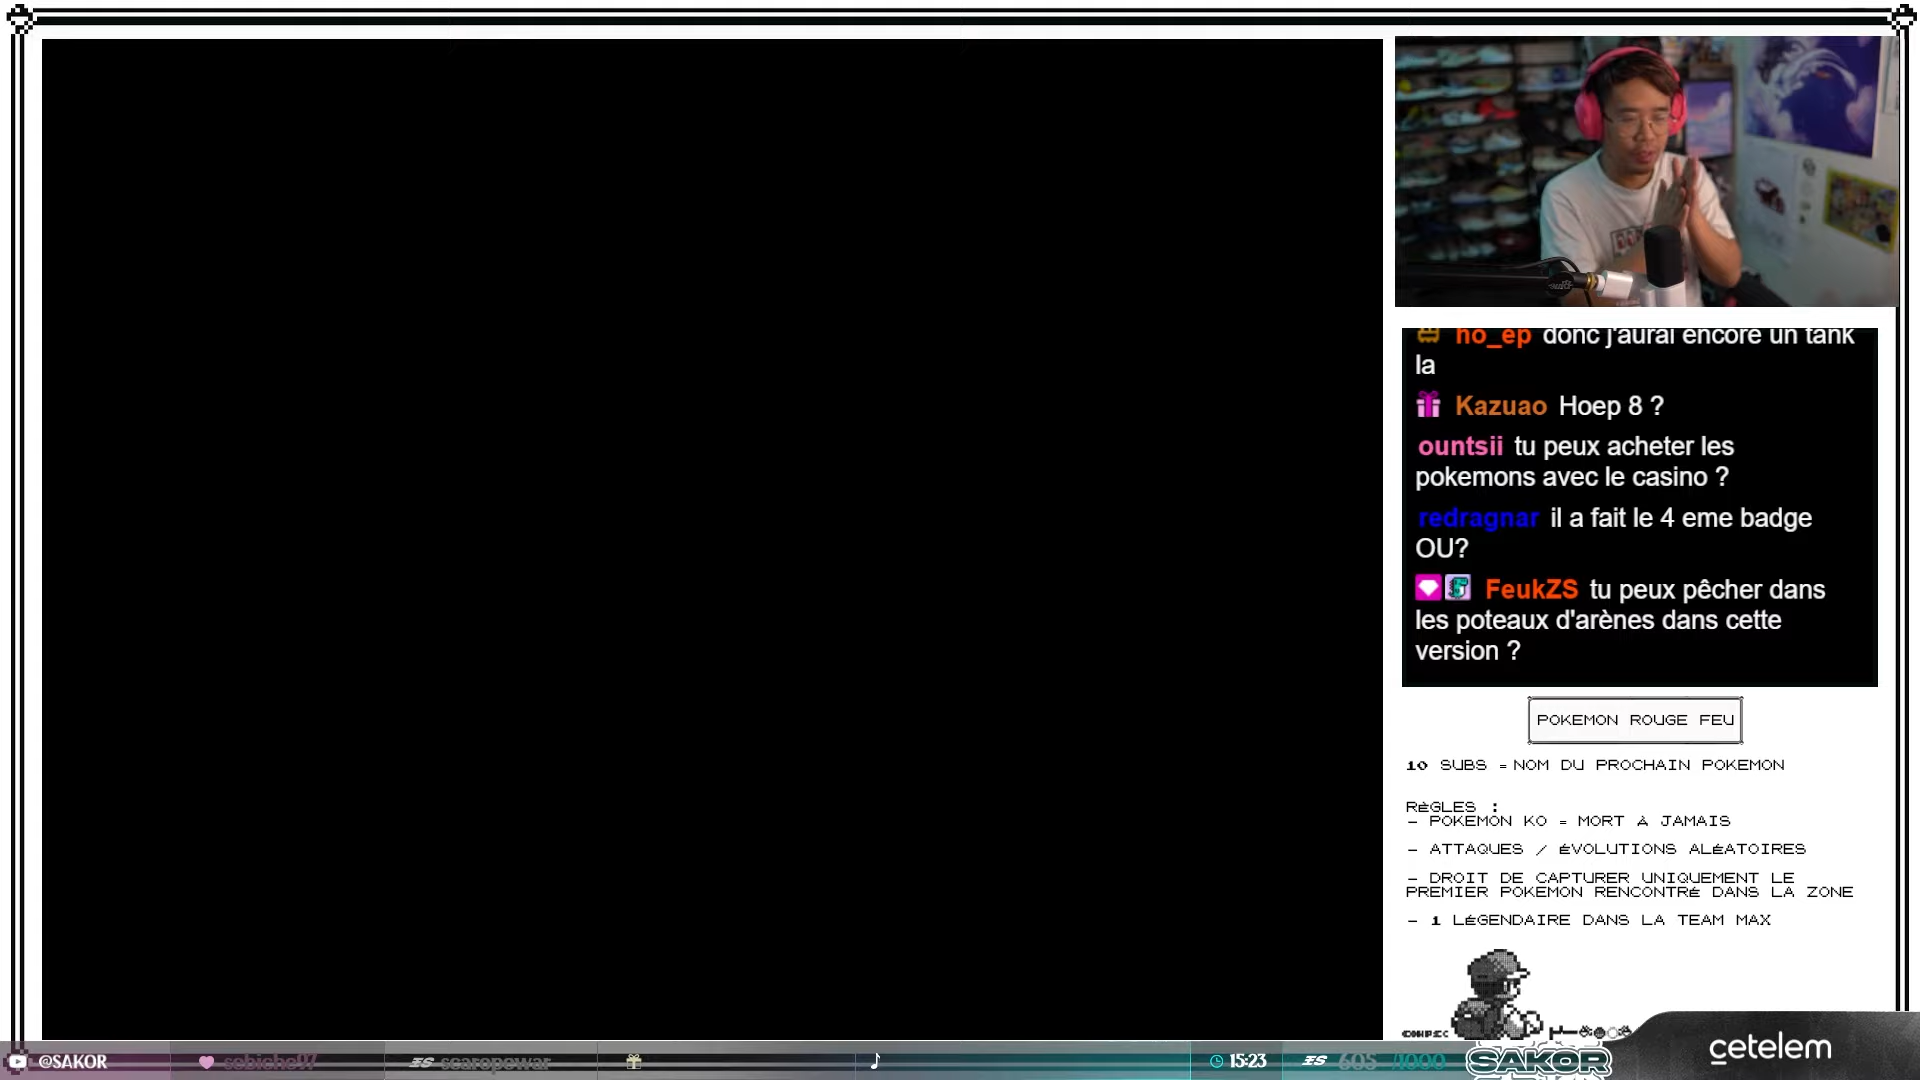 ho_ep donc j'aurai encore un tank
la
Kazuao Hoep 8 ?
ountsii tu peux acheter les
pokemons avec le casino ?
redragnar il a fait le 4 eme badge
OU?
FeukZS tu peux pêcher dans
les poteaux d'arènes dans cette
version ?
POKEMON ROUGE FEU
10 SUBS = NOM DU PROCHAIN POKEMON
RÈGLES :
- POKEMON KO = MORT À JAMAIS
- ATTAQUES / ÉVOLUTIONS ALÉATOIRES
- DROIT DE CAPTURER UNIQUEMENT LE
PREMIER POKEMON RENCONTRÉ DANS LA ZONE
- 1 LÉGENDAIRE DANS LA TEAM MAX
@SAKOR
15:23
605 /1000
SAKOR
cetelem